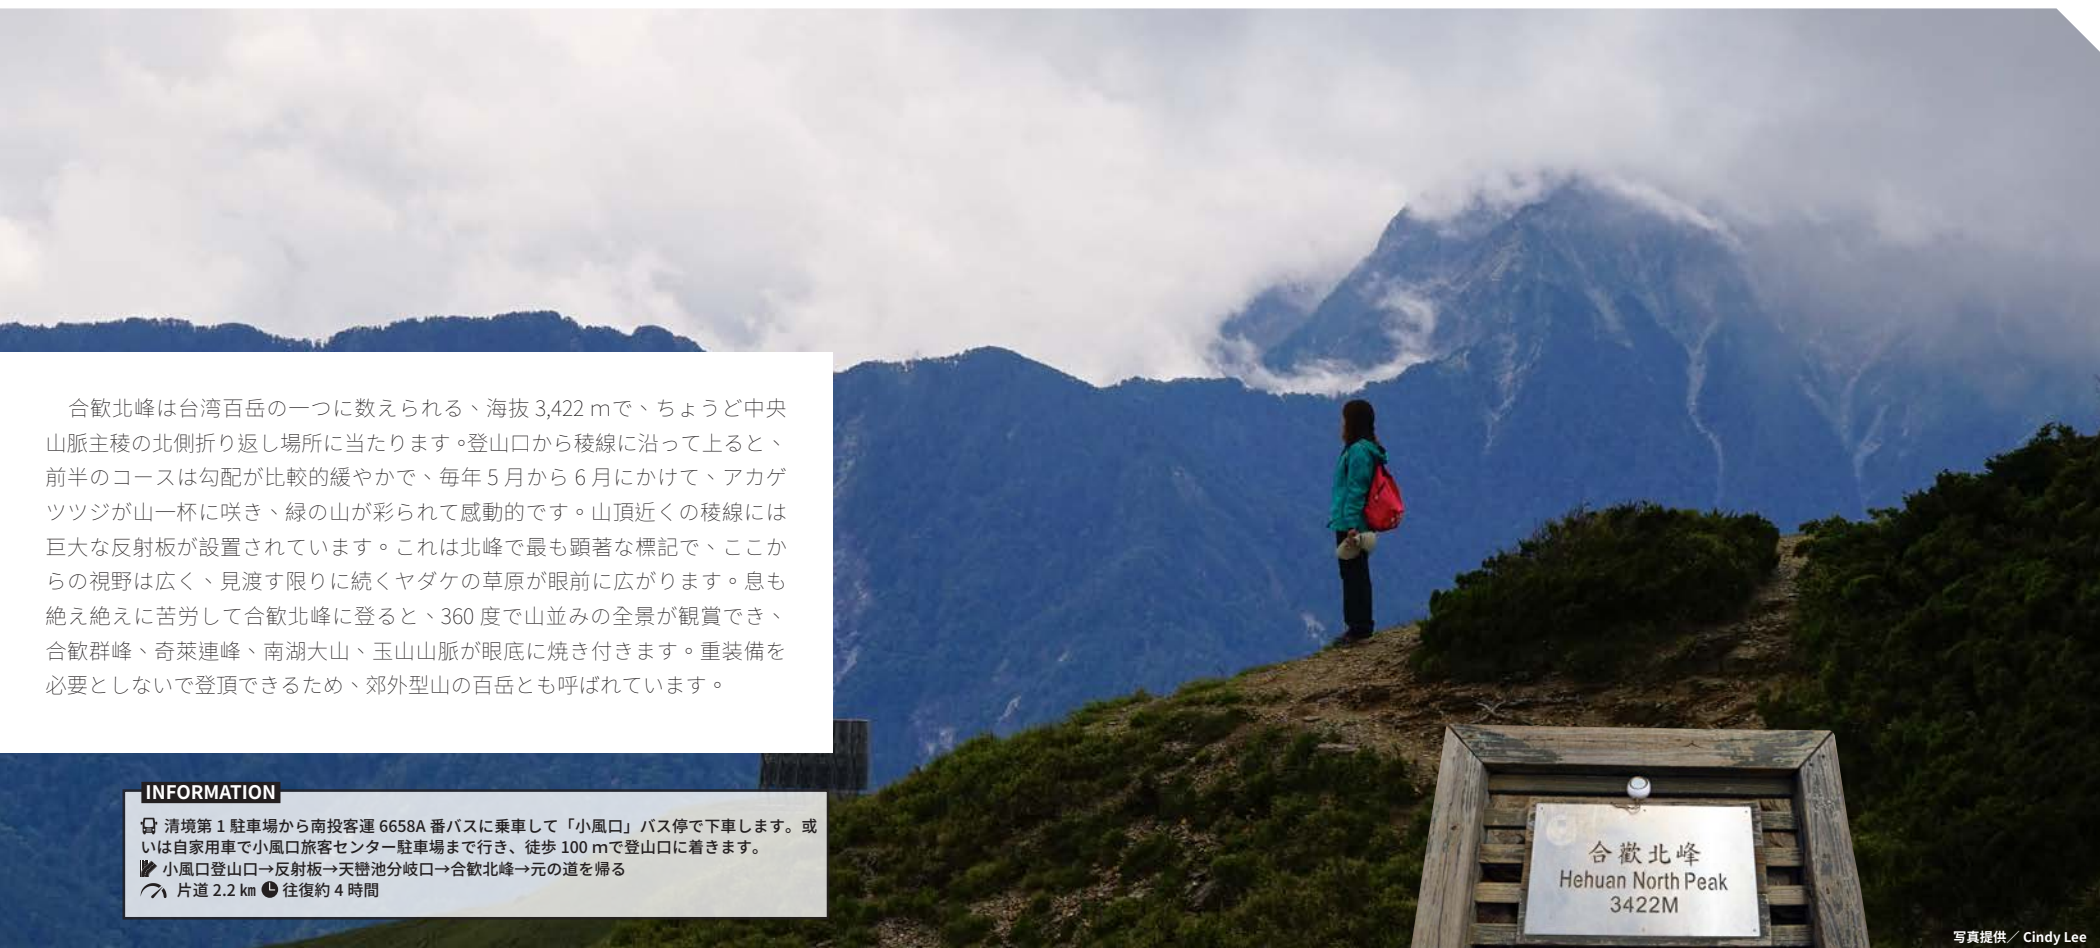 合歓北峰は台湾百岳の一つに数えられる、海抜 3,422 mで、ちょうど中央
山脈主稜の北側折り返し場所に当たります。登山口から稜線に沿って上ると、
前半のコースは勾配が比較的緩やかで、毎年 5 月から 6 月にかけて、アカゲ
ツツジが山一杯に咲き、緑の山が彩られて感動的です。山頂近くの稜線には
巨大な反射板が設置されています。これは北峰で最も顕著な標記で、ここか
らの視野は広く、見渡す限りに続くヤダケの草原が眼前に広がります。息も
絶え絶えに苦労して合歓北峰に登ると、360 度で山並みの全景が観賞でき、
合歓群峰、奇萊連峰、南湖大山、玉山山脈が眼底に焼き付きます。重装備を
必要としないで登頂できるため、郊外型山の百岳とも呼ばれています。
INFORMATION
清境第 1 駐車場から南投客運 6658A 番バスに乗車して「小風口」バス停で下車します。或
いは自家用車で小風口旅客センター駐車場まで行き、徒歩 100 mで登山口に着きます。
小風口登山口→反射板→天巒池分岐口→合歓北峰→元の道を帰る
片道 2.2 ㎞ 往復約 4 時間
合歡北峰
Hehuan North Peak
3422M
写真提供／ Cindy Lee